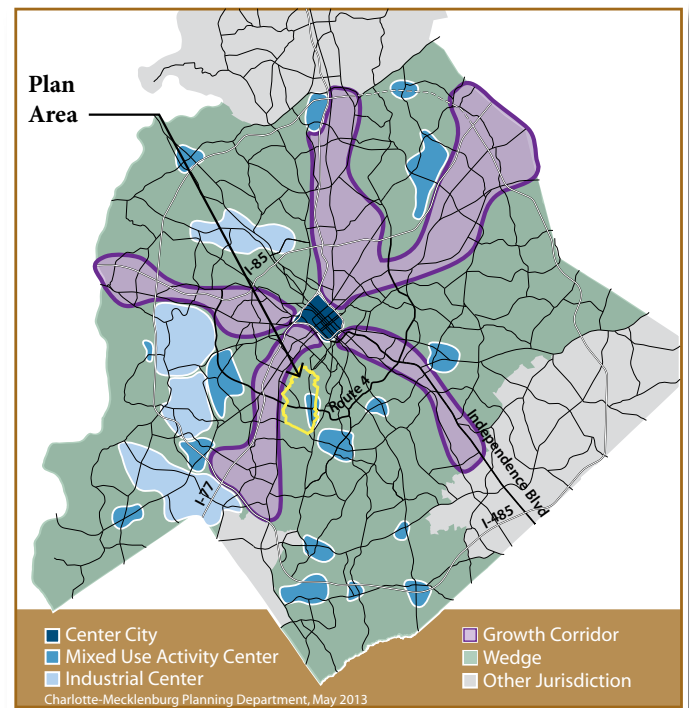 Plan
Area
I-85
Route 4
Independence Blvd
I-77
I-485
Center City
Mixed Use Activity Center
Industrial Center
Growth Corridor
Wedge
Other Jurisdiction
Charlotte-Mecklenburg Planning Department, May 2013